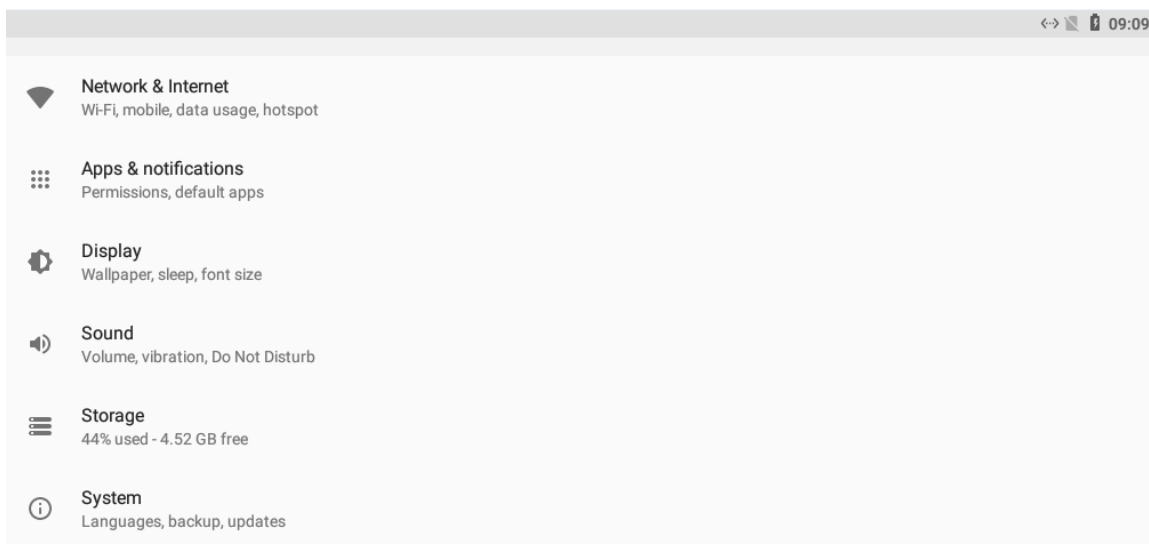 09:09
Network & Internet
Wi-Fi, mobile, data usage, hotspot
Apps & notifications
Permissions, default apps
Display
Wallpaper, sleep, font size
Sound
Volume, vibration, Do Not Disturb
Storage
44% used - 4.52 GB free
System
Languages, backup, updates